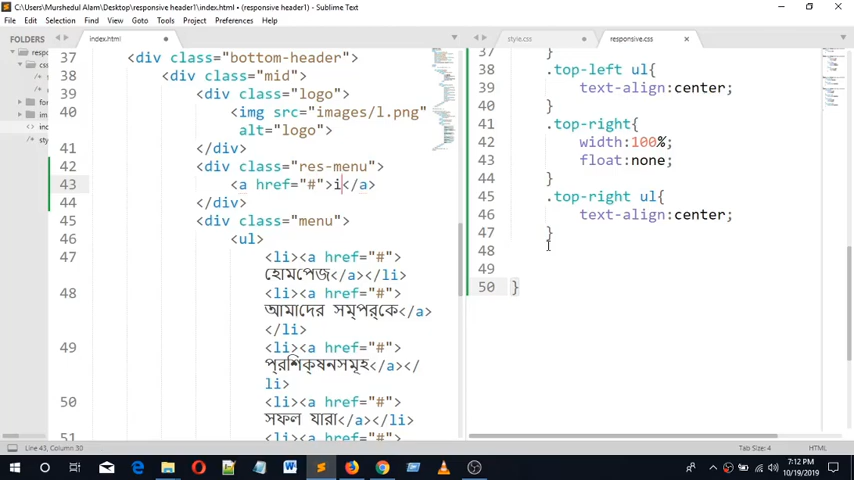 C:\Users\Murshedul Alam\Desktop\responsive header1\index.html • (responsive header1) - Sublime Text
File Edit Selection Find View Goto Tools Project Preferences Help
FOLDERS
index.html
style.css
responsive.css
37 <div class="bottom-header">
38 <div class="mid">
39 <div class="logo">
40 <img src="images/l.png"
alt="logo">
41 </div>
42 <div class="res-menu">
43 <a href="#">i</a>
44 </div>
45 <div class="menu">
46 <ul>
47 <li><a href="#">
হোমপেজ</a></li>
48 <li><a href="#">
আমাদের সম্পর্কে</a>
</li>
49 <li><a href="#">
প্রশিক্ষনসমূহ</a></
li>
50 <li><a href="#">
সফল যারা</a></li>
51 <li><a href="#">
37 }
38 .top-left ul{
39 text-align:center;
40 }
41 .top-right{
42 width:100%;
43 float:none;
44 }
45 .top-right ul{
46 text-align:center;
47 }
48
49
50 }
Line 43, Column 30
Tab Size: 4
HTML
7:12 PM
10/19/2019